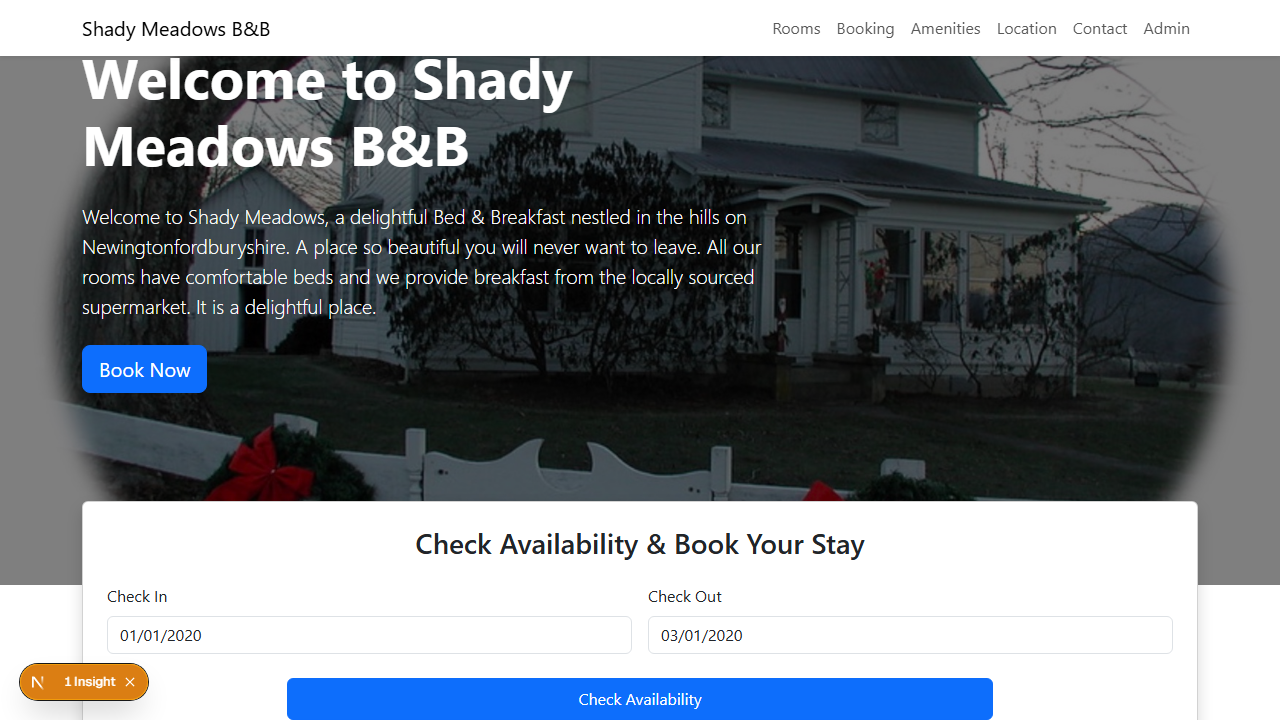 Shady Meadows B&B
Rooms Booking Amenities Location Contact Admin
Welcome to Shady
Meadows B&B
Welcome to Shady Meadows, a delightful Bed & Breakfast nestled in the hills on
Newingtonfordburyshire. A place so beautiful you will never want to leave. All our
rooms have comfortable beds and we provide breakfast from the locally sourced
supermarket. It is a delightful place.
Book Now
Check Availability & Book Your Stay
Check In
Check Out
01/01/2020
03/01/2020
N 1 Insight
Check Availability